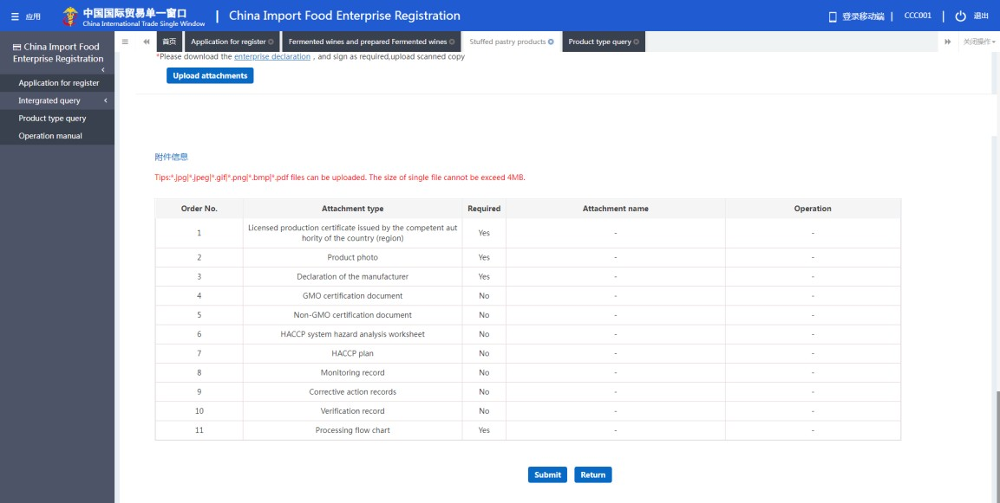 应用
中国国际贸易单一窗口
China International Trade Single Window
China Import Food Enterprise Registration
登录移动端
CCC001
退出
China Import Food
Enterprise Registration
Application for register
Intergrated query
Product type query
Operation manual
首页
Application for register
Fermented wines and prepared Fermented wines
Stuffed pastry products
Product type query
关闭操作
*Please download the enterprise declaration , and sign as required,upload scanned copy
Upload attachments
附件信息
Tips:*.jpg|*.jpeg|*.gif|*.png|*.bmp|*.pdf files can be uploaded. The size of single file cannot be exceed 4MB.
Order No. Attachment type Required Attachment name Operation
1 Licensed production certificate issued by the competent aut
hority of the country (region) Yes - -
2 Product photo Yes - -
3 Declaration of the manufacturer Yes - -
4 GMO certification document No - -
5 Non-GMO certification document No - -
6 HACCP system hazard analysis worksheet No - -
7 HACCP plan No - -
8 Monitoring record No - -
9 Corrective action records No - -
10 Verification record No - -
11 Processing flow chart Yes - -
Submit Return